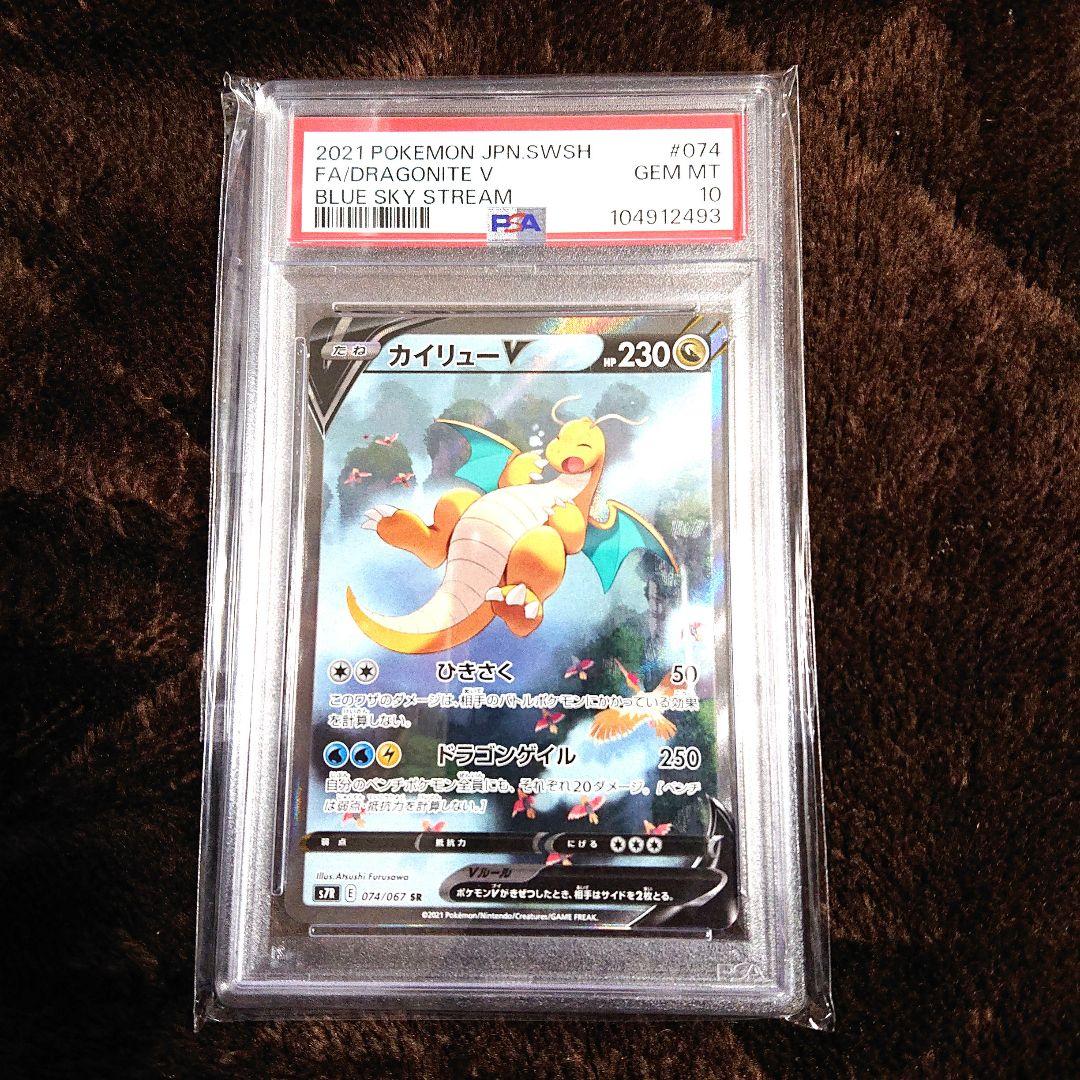 2021 POKEMON JPN.SWSH #074
FA/DRAGONITE V GEM MT
BLUE SKY STREAM 10
PSA 104912493
たね カイリューV HP230
ひきさく 50
このワザのダメージは、相手のバトルポケモンにかかっている効果
を計算しない。
ドラゴンゲイル 250
自分のベンチポケモン全員にも、それぞれ20ダメージ。[ベンチ
は弱点・抵抗力を計算しない。]
弱点 抵抗力 にげる
Illus. Atsushi Furusawa
Vルール
s7R E 074/067 SR
ポケモンVがきぜつしたとき、相手はサイドを2枚とる。
©2021 Pokémon/Nintendo/Creatures/GAME FREAK.
PSA